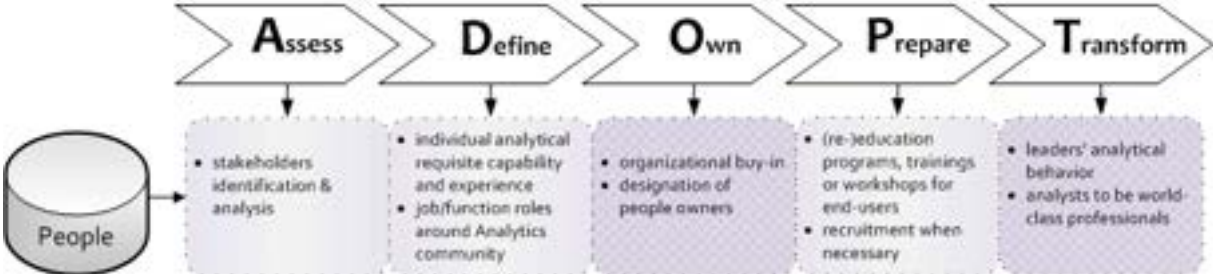 Assess
Define
Own
Prepare
Transform
People
• stakeholders
identification &
analysis
• individual analytical
requisite capability
and experience
• job/function roles
around Analytics
community
• organizational buy-in
• designation of
people owners
• (re-)education
programs, trainings
or workshops for
end-users
• recruitment when
necessary
• leaders' analytical
behavior
• analysts to be world-
class professionals